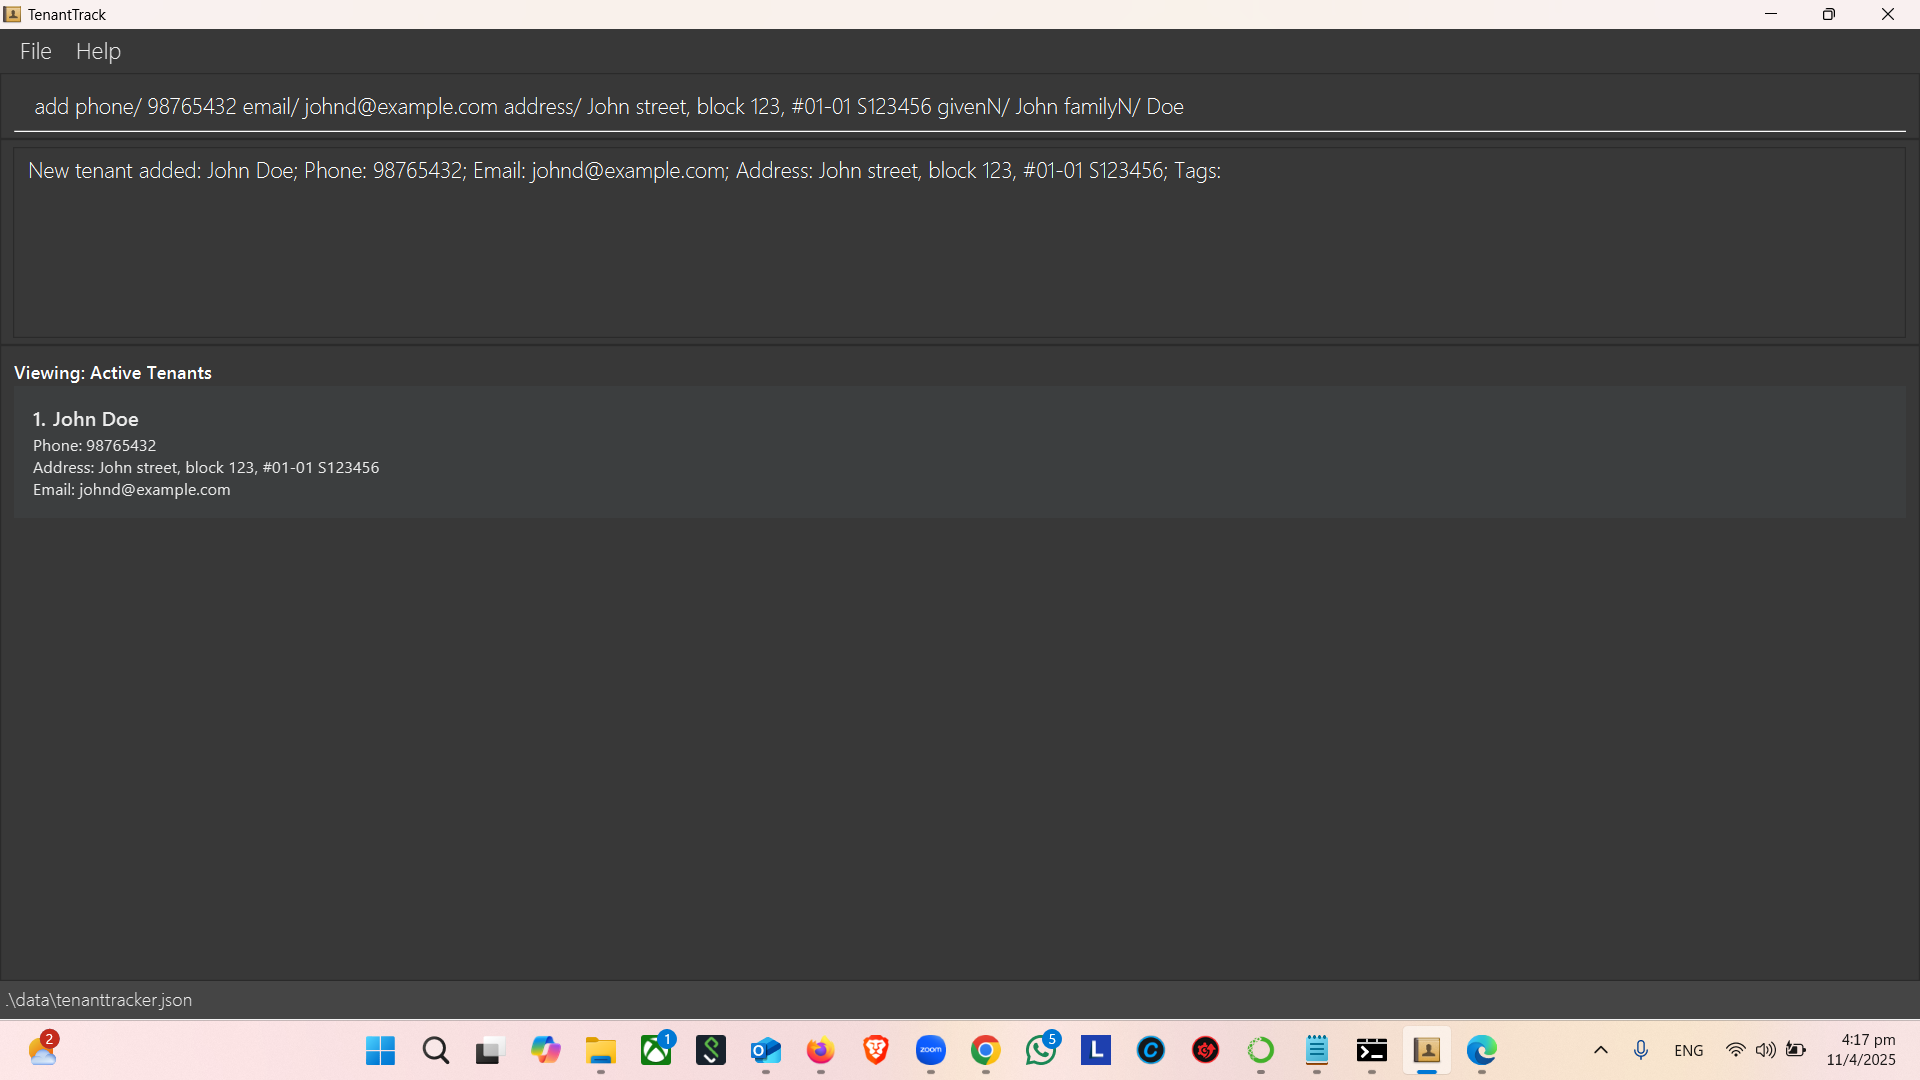 TenantTrack
File Help
add phone/ 98765432 email/ johnd@example.com address/ John street, block 123, #01-01 S123456 givenN/ John familyN/ Doe
New tenant added: John Doe; Phone: 98765432; Email: johnd@example.com; Address: John street, block 123, #01-01 S123456; Tags:
Viewing: Active Tenants
1. John Doe
Phone: 98765432
Address: John street, block 123, #01-01 S123456
Email: johnd@example.com
.\data\tenanttracker.json
2
1
zoom
5
L
ENG
4:17 pm
11/4/2025